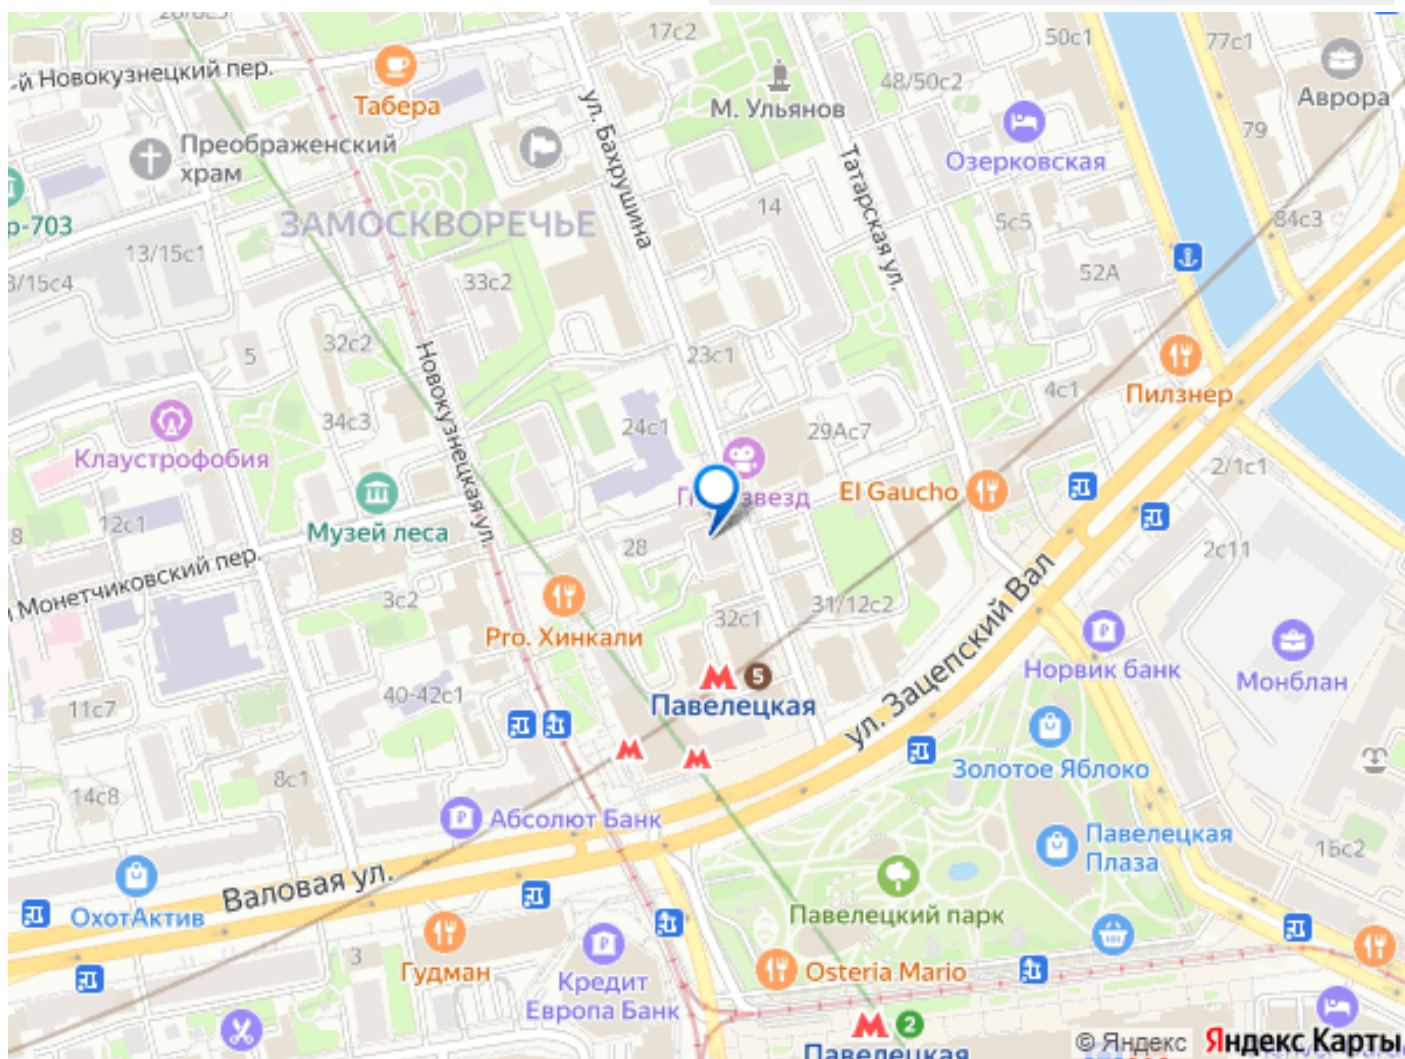 17с2
50с1
77с1
-й Новокузнецкий пер.
Табера
ул. Бахрушина
М. Ульянов
48/50с2
Аврора
79
Преображенский
храм
Озерковская
Татарская ул.
р-703
ЗАМОСКВОРЕЧЬЕ
14
5с5
84с3
13/15с1
3/15с4
33с2
52А
5
32с2
Новокузнецкая ул.
23с1
4с1
Пилзнер
34с3
24с1
29Ас7
Клаустрофобия
2/1с1
El Gaucho
звезд
12с1
8
Музей леса
28
ул. Зацепский Вал
2с11
й Монетчиковский пер.
3с2
31/12с2
32с1
Pro. Хинкали
5
Норвик банк
Монблан
40-42с1
Павелецкая
11с7
Золотое Яблоко
8с1
14с8
Абсолют Банк
Павелецкая
Плаза
15с2
Валовая ул.
ОхотАктив
Павелецкий парк
3
Гудман
Osteria Mario
Кредит
Европа Банк
2
Павелецкая
© Яндекс Яндекс Карты